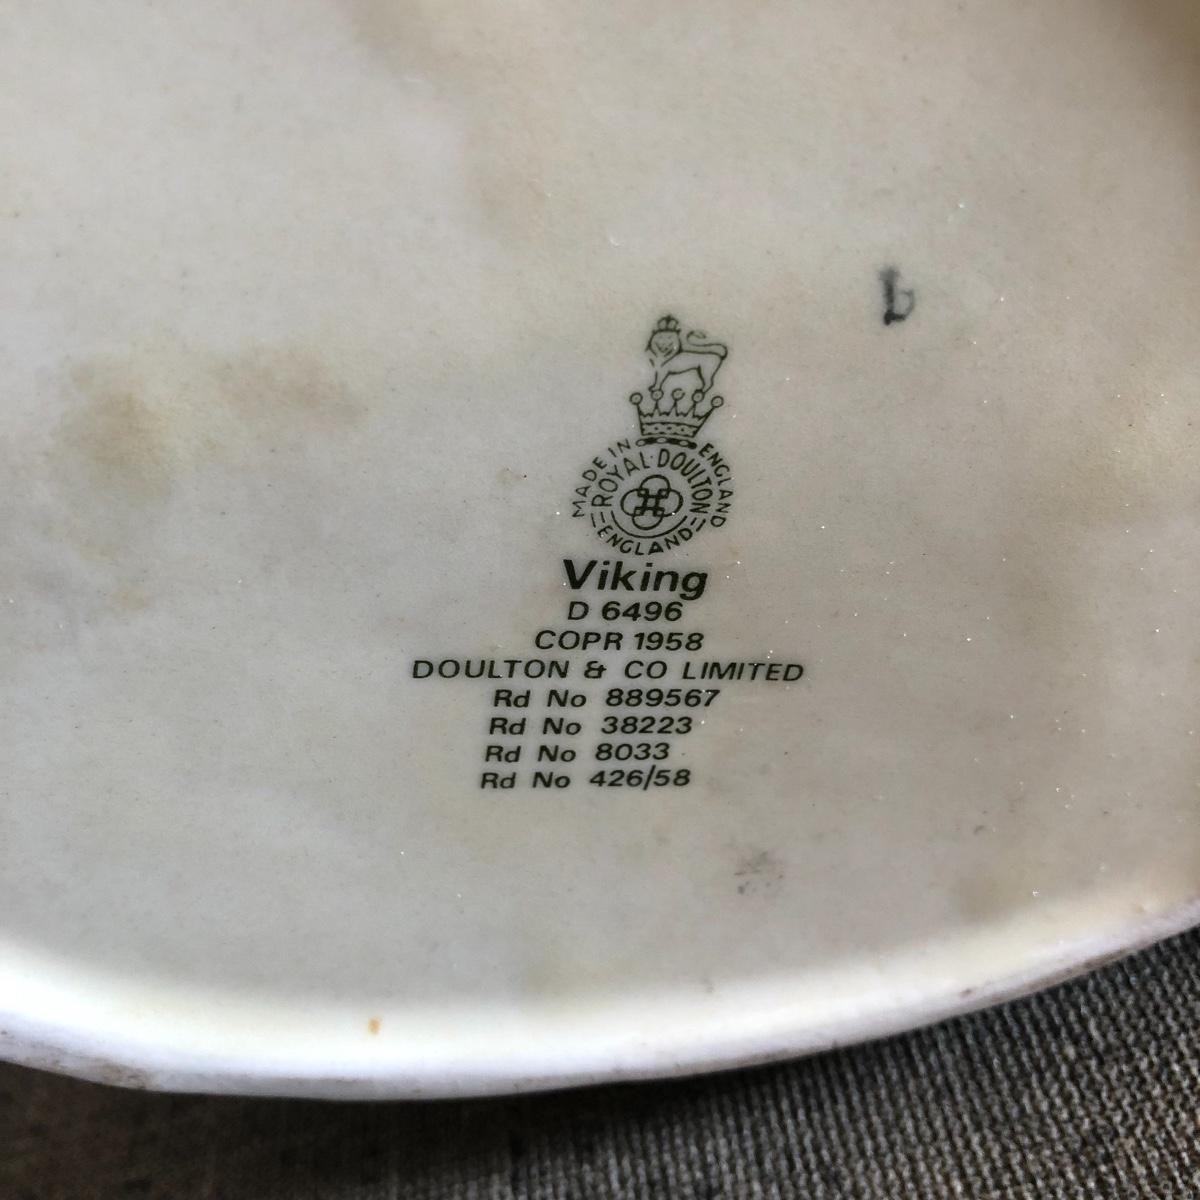 b
MADE IN ENGLAND
ROYAL DOULTON
ENGLAND
Viking
D 6496
COPR 1958
DOULTON & CO LIMITED
Rd No 889567
Rd No 38223
Rd No 8033
Rd No 426/58